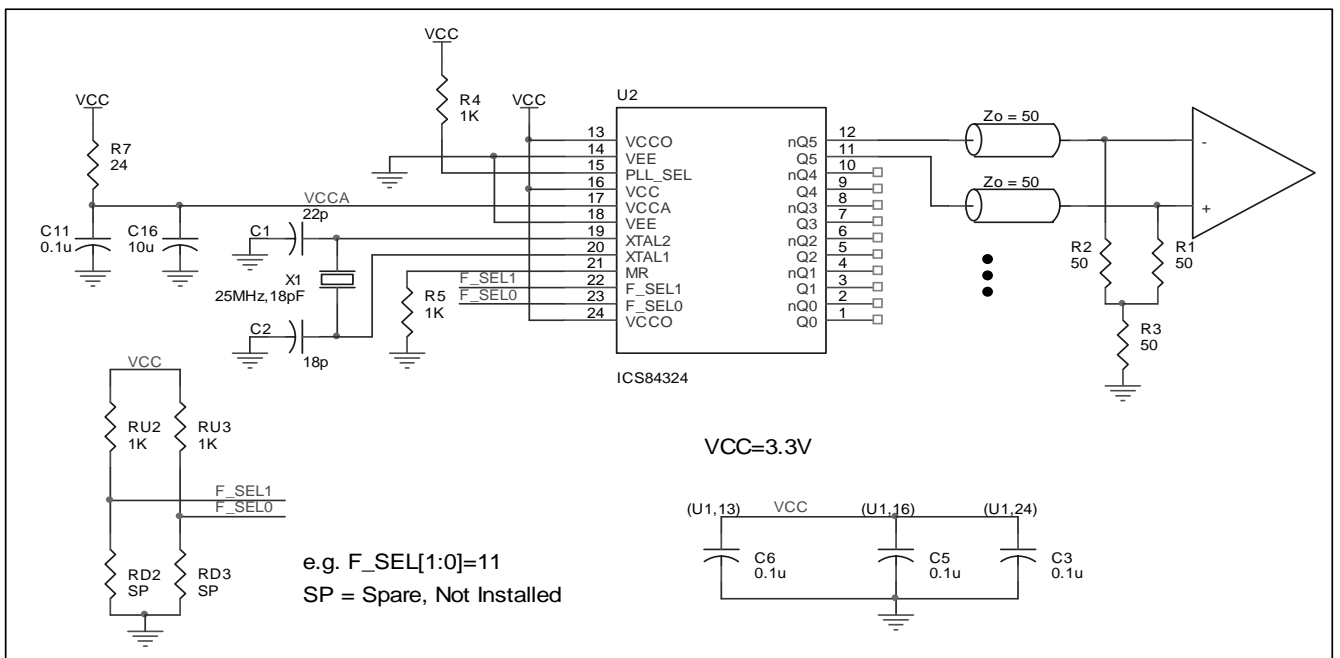 VCC
R4
1K
VCC
R7
24
VCC
U2
13
VCCO
14
VEE
15
PLL_SEL
16
VCC
17
VCCA
18
VEE
19
XTAL2
20
XTAL1
21
MR
22
F_SEL1
23
F_SEL0
24
VCCO
nQ5
12
Q5
11
nQ4
10
Q4
9
nQ3
8
Q3
7
nQ2
6
Q2
5
nQ1
4
Q1
3
nQ0
2
Q0
1
ICS84324
Zo = 50
Zo = 50
-
+
R2
50
R1
50
R3
50
VCCA
C11
0.1u
C16
10u
22p
C1
X1
25MHz,18pF
C2
18p
F_SEL1
F_SEL0
R5
1K
VCC
RU2
1K
RU3
1K
F_SEL1
F_SEL0
RD2
SP
RD3
SP
e.g. F_SEL[1:0]=11
SP = Spare, Not Installed
VCC=3.3V
(U1,13)
VCC
(U1,16)
(U1,24)
C6
0.1u
C5
0.1u
C3
0.1u